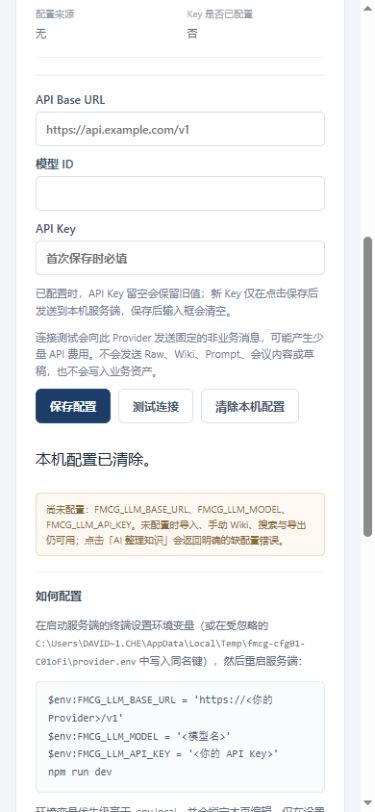 配置来源 Key 是否已配置
无 否
API Base URL
https://api.example.com/v1
模型 ID
API Key
首次保存时必填
已配置时，API Key 留空会保留旧值；新 Key 仅在点击保存后
发送到本机服务端，保存后输入框会清空。
连接测试会向此 Provider 发送固定的非业务消息，可能产生少
量 API 费用。不会发送 Raw、Wiki、Prompt、会议内容或草
稿，也不会写入业务资产。
保存配置 测试连接 清除本机配置
本机配置已清除。
尚未配置：FMCG_LLM_BASE_URL、FMCG_LLM_MODEL、
FMCG_LLM_API_KEY。未配置时导入、手动 Wiki、搜索与导出
仍可用；点击「AI 整理知识」会返回明确的缺配置错误。
如何配置
在启动服务端的终端设置环境变量（或在受忽略的
C:\Users\DAVID~1.CHE\AppData\Local\Temp\fmcg-cfg01-
C01oFi\provider.env 中写入同名键），然后重启服务端：
$env:FMCG_LLM_BASE_URL = 'https://<你的
Provider>/v1'
$env:FMCG_LLM_MODEL = '<模型名>'
$env:FMCG_LLM_API_KEY = '<你的 API Key>'
npm run dev